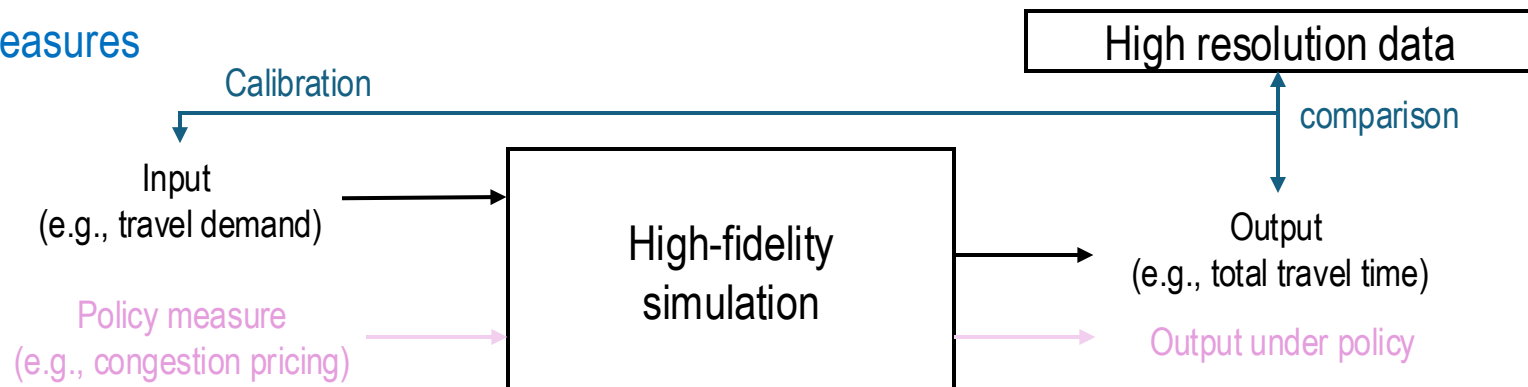 easures
High resolution data
Calibration
comparison
Input
(e.g., travel demand)
High-fidelity
simulation
Output
(e.g., total travel time)
Policy measure
(e.g., congestion pricing)
Output under policy